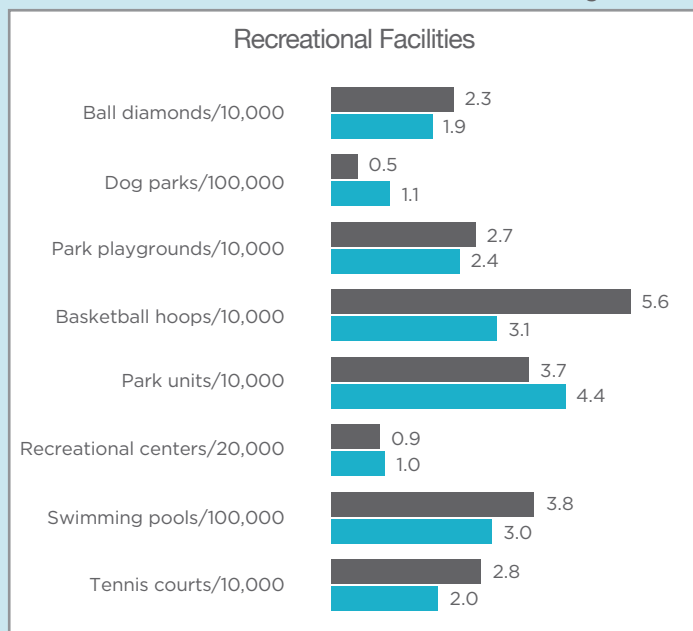 Recreational Facilities
Ball diamonds/10,000
2.3
1.9
Dog parks/100,000
0.5
1.1
Park playgrounds/10,000
2.7
2.4
Basketball hoops/10,000
5.6
3.1
Park units/10,000
3.7
4.4
Recreational centers/20,000
0.9
1.0
Swimming pools/100,000
3.8
3.0
Tennis courts/10,000
2.8
2.0